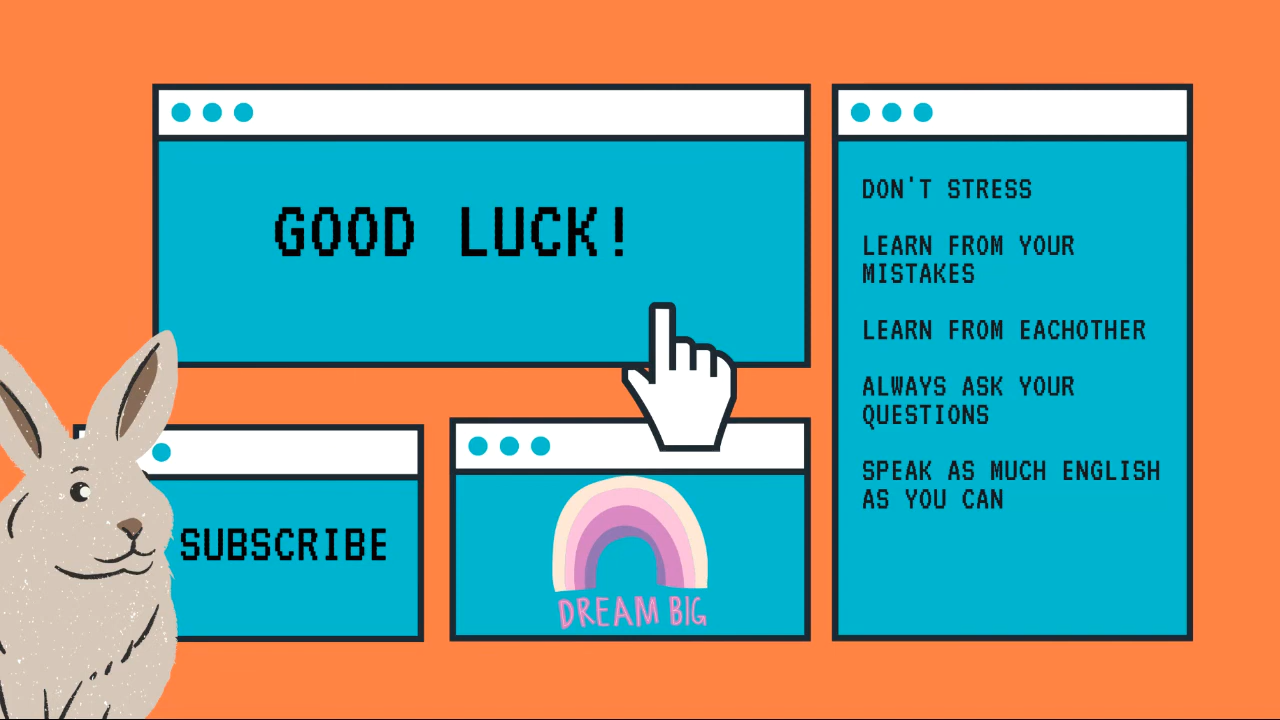 GOOD LUCK!
DON'T STRESS
LEARN FROM YOUR
MISTAKES
LEARN FROM EACHOTHER
ALWAYS ASK YOUR
QUESTIONS
SPEAK AS MUCH ENGLISH
AS YOU CAN
SUBSCRIBE
DREAM BIG